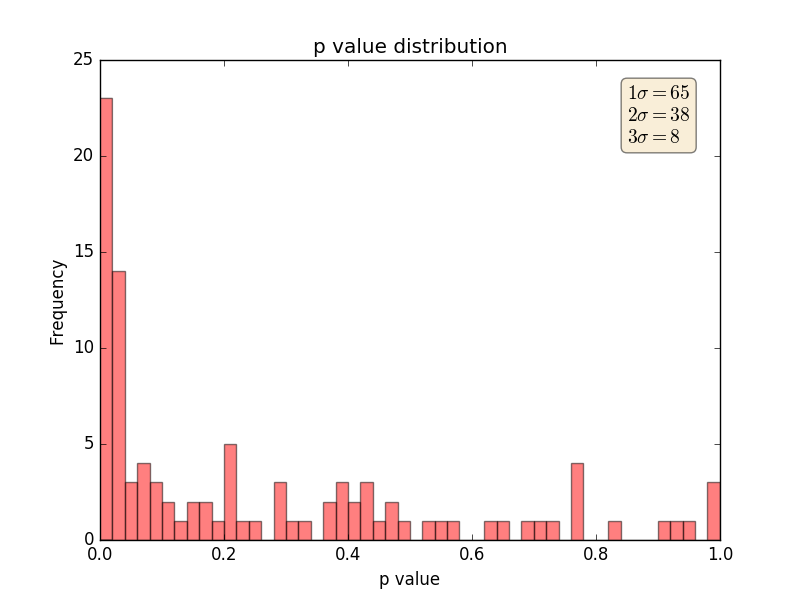 p value distribution
25
20
15
10
5
0
Frequency
1σ = 65
2σ = 38
3σ = 8
0.0 0.2 0.4 0.6 0.8 1.0
p value